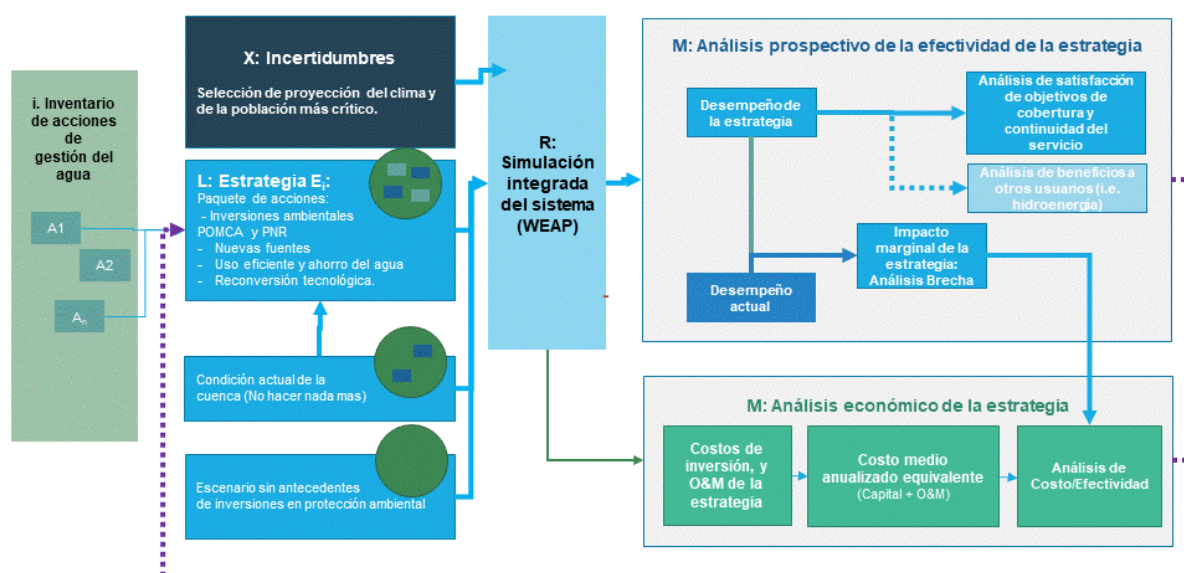 i. Inventario
de acciones
de
gestión del
agua
A1
A2
An
X: Incertidumbres
Selección de proyección del clima y
de la población más crítico.
L: Estrategia Ei:
Paquete de acciones:
- Inversiones ambientales
POMCA y PNR
- Nuevas fuentes
- Uso eficiente y ahorro del agua
- Reconversión tecnológica.
Condición actual de la
cuenca (No hacer nada mas)
Escenario sin antecedentes
de inversiones en protección ambiental
R:
Simulación
integrada
del sistema
(WEAP)
M: Análisis prospectivo de la efectividad de la estrategia
Desempeño de
la estrategia
Análisis de satisfacción
de objetivos de
cobertura y
continuidad del
servicio
Análisis de beneficios a
otros usuarios (i.e.
hidroenergía)
Impacto
marginal de la
estrategia:
Análisis Brecha
Desempeño
actual
M: Análisis económico de la estrategia
Costos de
inversión, y
O&M de la
estrategia
Costo medio
anualizado equivalente
(Capital + O&M)
Análisis de
Costo/Efectividad